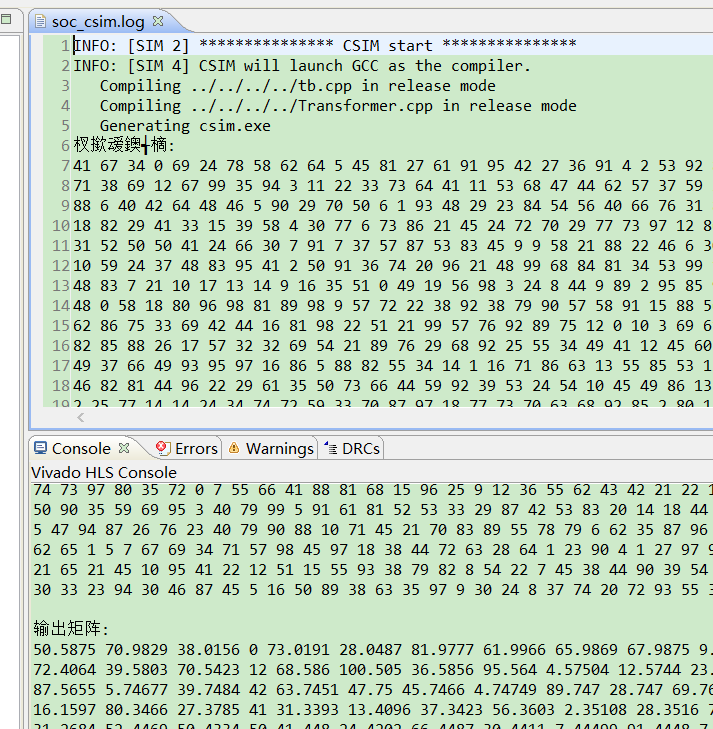 soc_csim.log
1 INFO: [SIM 2] *************** CSIM start ***************
2 INFO: [SIM 4] CSIM will launch GCC as the compiler.
3 Compiling ../../../../tb.cpp in release mode
4 Compiling ../../../../Transformer.cpp in release mode
5 Generating csim.exe
6
7 41 67 34 0 69 24 78 58 62 64 5 45 81 27 61 91 95 42 27 36 91 4 2 53 92
8 71 38 69 12 67 99 35 94 3 11 22 33 73 64 41 11 53 68 47 44 62 57 37 59
9 88 6 40 42 64 48 46 5 90 29 70 50 6 1 93 48 29 23 84 54 56 40 66 76 31
10 18 82 29 41 33 15 39 58 4 30 77 6 73 86 21 45 24 72 70 29 77 73 97 12 8
11 31 52 50 50 41 24 66 30 7 91 7 37 57 87 53 83 45 9 9 58 21 88 22 46 6 3
12 10 59 24 37 48 83 95 41 2 50 91 36 74 20 96 21 48 99 68 84 81 34 53 99
13 48 83 7 21 10 17 13 14 9 16 35 51 0 49 19 56 98 3 24 8 44 9 89 2 95 85
14 48 0 58 18 80 96 98 81 89 98 9 57 72 22 38 92 38 79 90 57 58 91 15 88 5
15 62 86 75 33 69 42 44 16 81 98 22 51 21 99 57 76 92 89 75 12 0 10 3 69 6
16 82 85 88 26 17 57 32 32 69 54 21 89 76 29 68 92 25 55 34 49 41 12 45 60
17 49 37 66 49 93 95 97 16 86 5 88 82 55 34 14 1 16 71 86 63 13 55 85 53 1
18 46 82 81 44 96 22 29 61 35 50 73 66 44 59 92 39 53 24 54 10 45 49 86 13
19 2 25 77 14 14 24 34 74 72 59 33 70 87 97 18 77 73 70 63 68 92 85 2 80 1
Console Errors Warnings DRCs
Vivado HLS Console
74 73 97 80 35 72 0 7 55 66 41 88 81 68 15 96 25 9 12 36 55 62 43 42 21 22 1
50 90 35 59 69 95 3 40 79 99 5 91 61 81 52 53 33 29 87 42 53 83 20 14 18 44
5 47 94 87 26 76 23 40 79 90 88 10 71 45 21 70 83 89 55 78 79 6 62 35 87 96
62 65 1 5 7 67 69 34 71 57 98 45 97 18 38 44 72 63 28 64 1 23 90 4 1 27 97 9
21 65 21 45 10 95 41 22 12 51 15 55 93 38 79 82 8 54 22 7 45 38 44 90 39 54
30 33 23 94 30 46 87 45 5 16 50 89 38 63 35 97 9 30 24 8 37 74 20 72 93 55 3
输出矩阵:
50.5875 70.9829 38.0156 0 73.0191 28.0487 81.9777 61.9966 65.9869 67.9875 9.
72.4064 39.5803 70.5423 12 68.586 100.505 36.5856 95.564 4.57504 12.5744 23.
87.5655 5.74677 39.7484 42 63.7451 47.75 45.7466 4.74749 89.747 28.747 69.7
16.1597 80.3466 27.3785 41 31.3393 13.4096 37.3423 56.3603 2.35108 28.3516